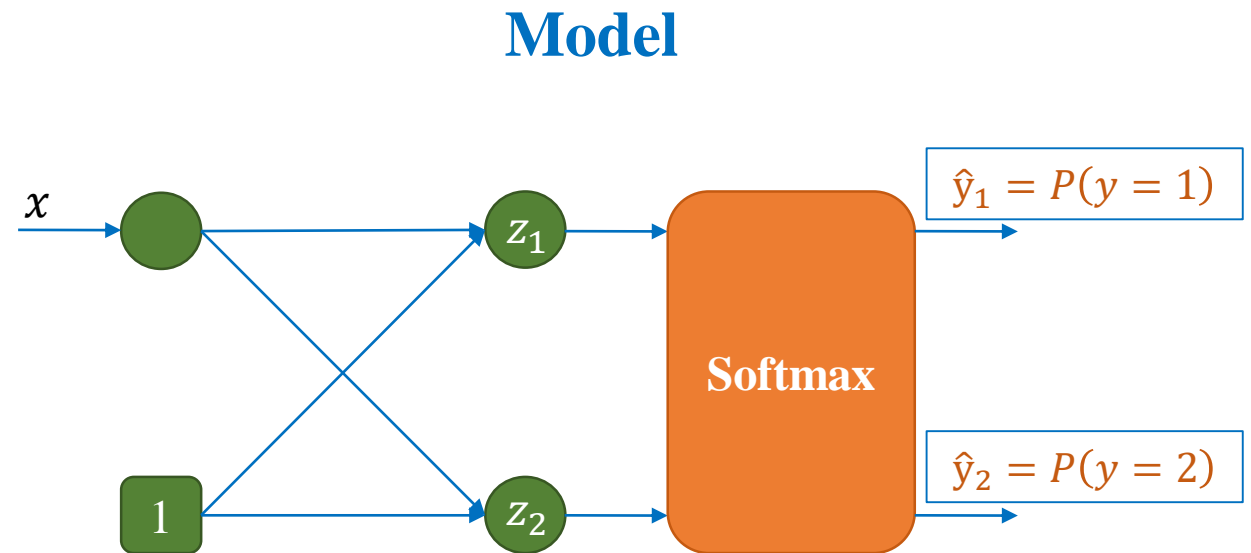 Model
x
z₁
ŷ₁ = P(y = 1)
Softmax
1
z₂
ŷ₂ = P(y = 2)